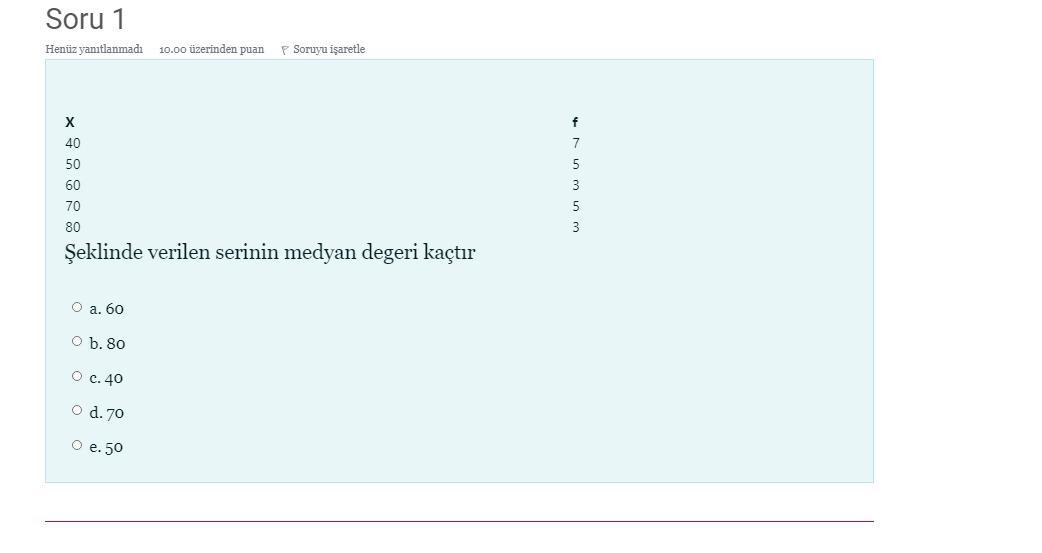 Soru 1
Henüz yanıtlanmadı 10.00 üzerinden puan Soruyu işaretle
X f
40 7
50 5
60 3
70 5
80 3
Şeklinde verilen serinin medyan degeri kaçtır
a. 60
b. 80
c. 40
d. 70
e. 50